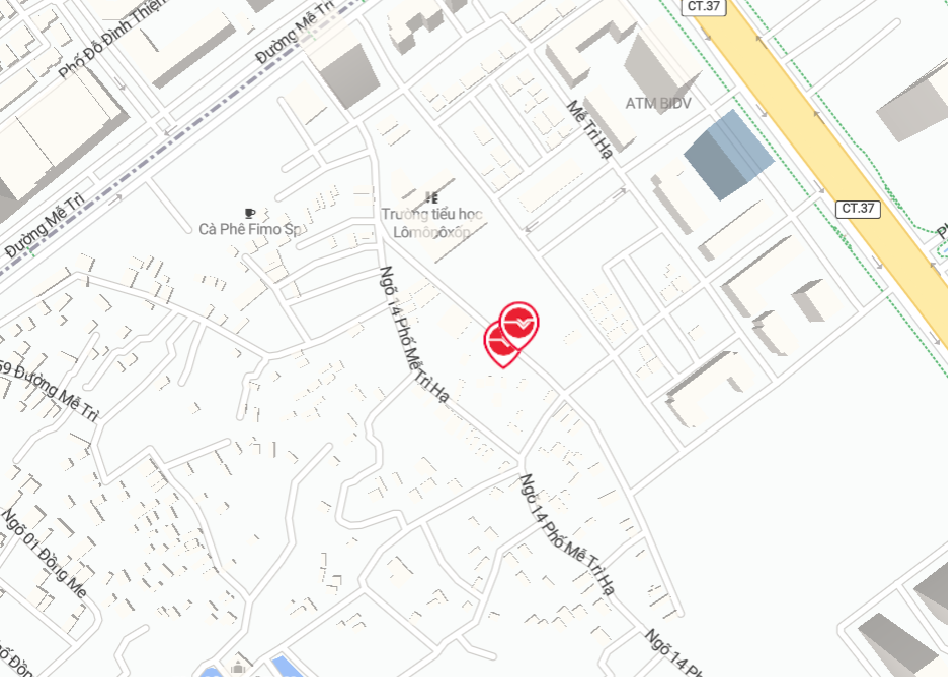 CT.37
Phố Đỗ Đình Thiện
Đường Mễ Trì
ATM BIDV
Mễ Trì Hạ
Đường Mễ Trì
Cà Phê Fimo Sp
Trường tiểu học
Lômônôxốp
CT.37
Ngõ 14 Phố Mễ Trì Hạ
59 Đường Mễ Trì
Ngõ 14 Phố Mễ Trì Hạ
Ngõ 01 Đồng Me
Ngõ 14